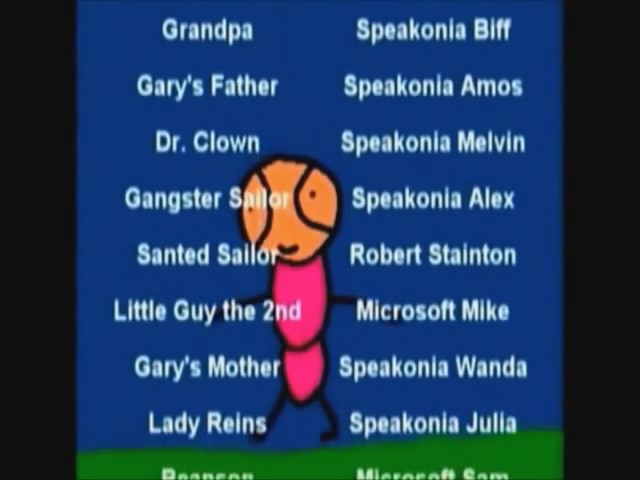 Grandpa Speakonia Biff
Gary's Father Speakonia Amos
Dr. Clown Speakonia Melvin
Gangster Sailor Speakonia Alex
Santed Sailor Robert Stainton
Little Guy the 2nd Microsoft Mike
Gary's Mother Speakonia Wanda
Lady Reins Speakonia Julia
Microsoft Sam